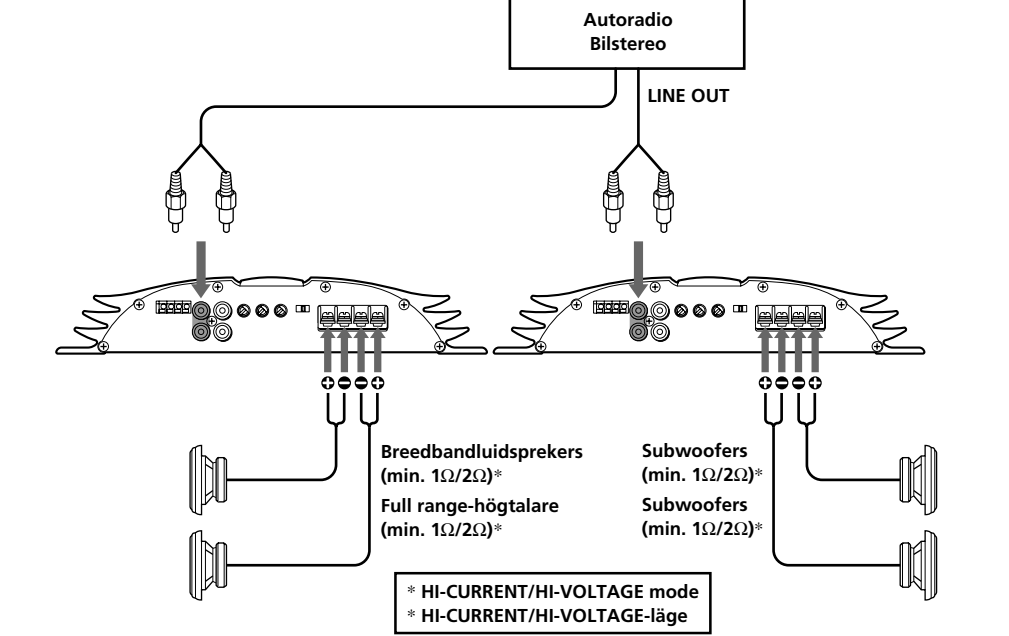 Autoradio
Bilstereo
LINE OUT
Breedbandluidsprekers
(min. 1Ω/2Ω)*
Full range-högtalare
(min. 1Ω/2Ω)*
Subwoofers
(min. 1Ω/2Ω)*
Subwoofers
(min. 1Ω/2Ω)*
* HI-CURRENT/HI-VOLTAGE mode
* HI-CURRENT/HI-VOLTAGE-läge